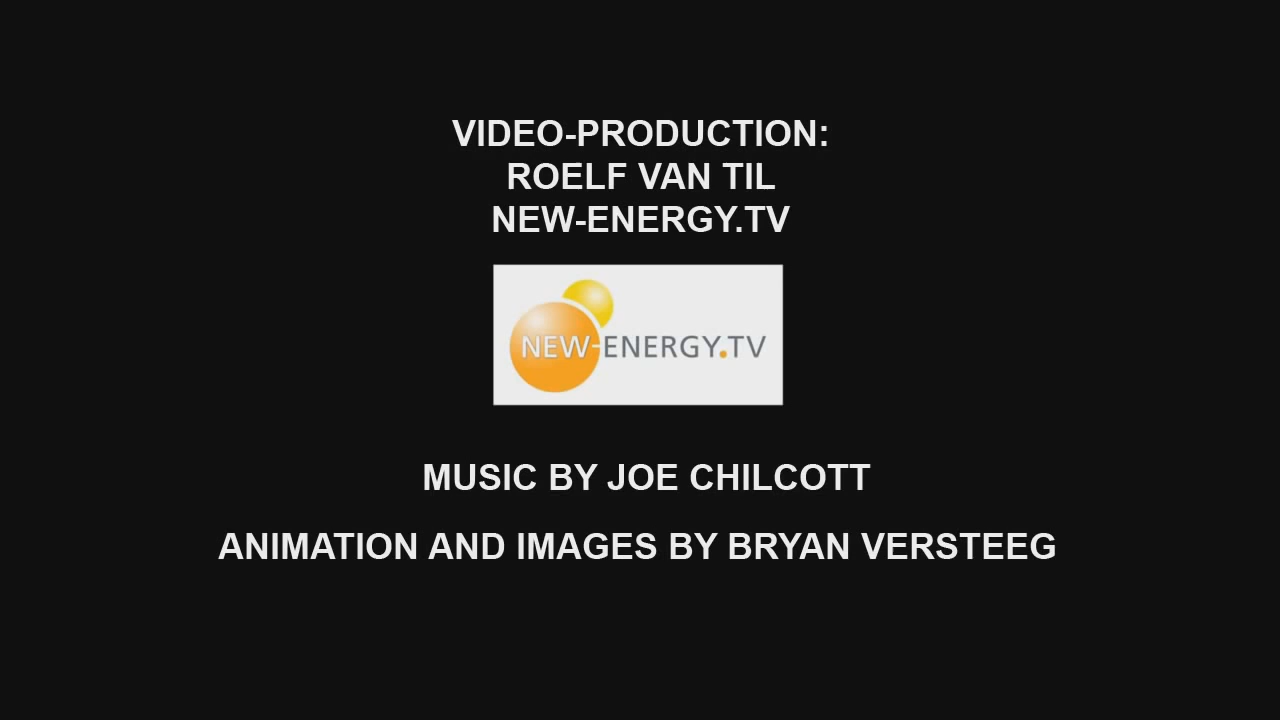 VIDEO-PRODUCTION:
ROELF VAN TIL
NEW-ENERGY.TV
NEW-ENERGY.TV
MUSIC BY JOE CHILCOTT
ANIMATION AND IMAGES BY BRYAN VERSTEEG